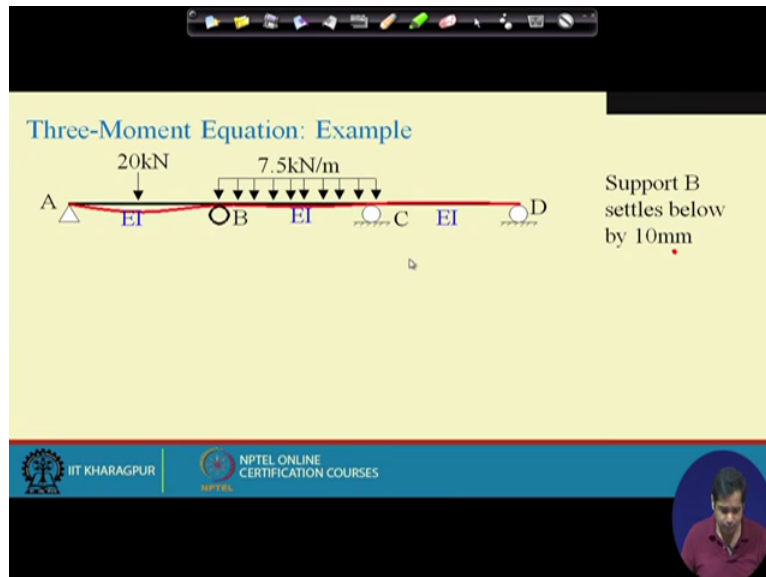 Three-Moment Equation: Example
20kN
7.5kN/m
A
EI
B
EI
C
EI
D
Support B
settles below
by 10mm
IIT KHARAGPUR
NPTEL
NPTEL ONLINE
CERTIFICATION COURSES